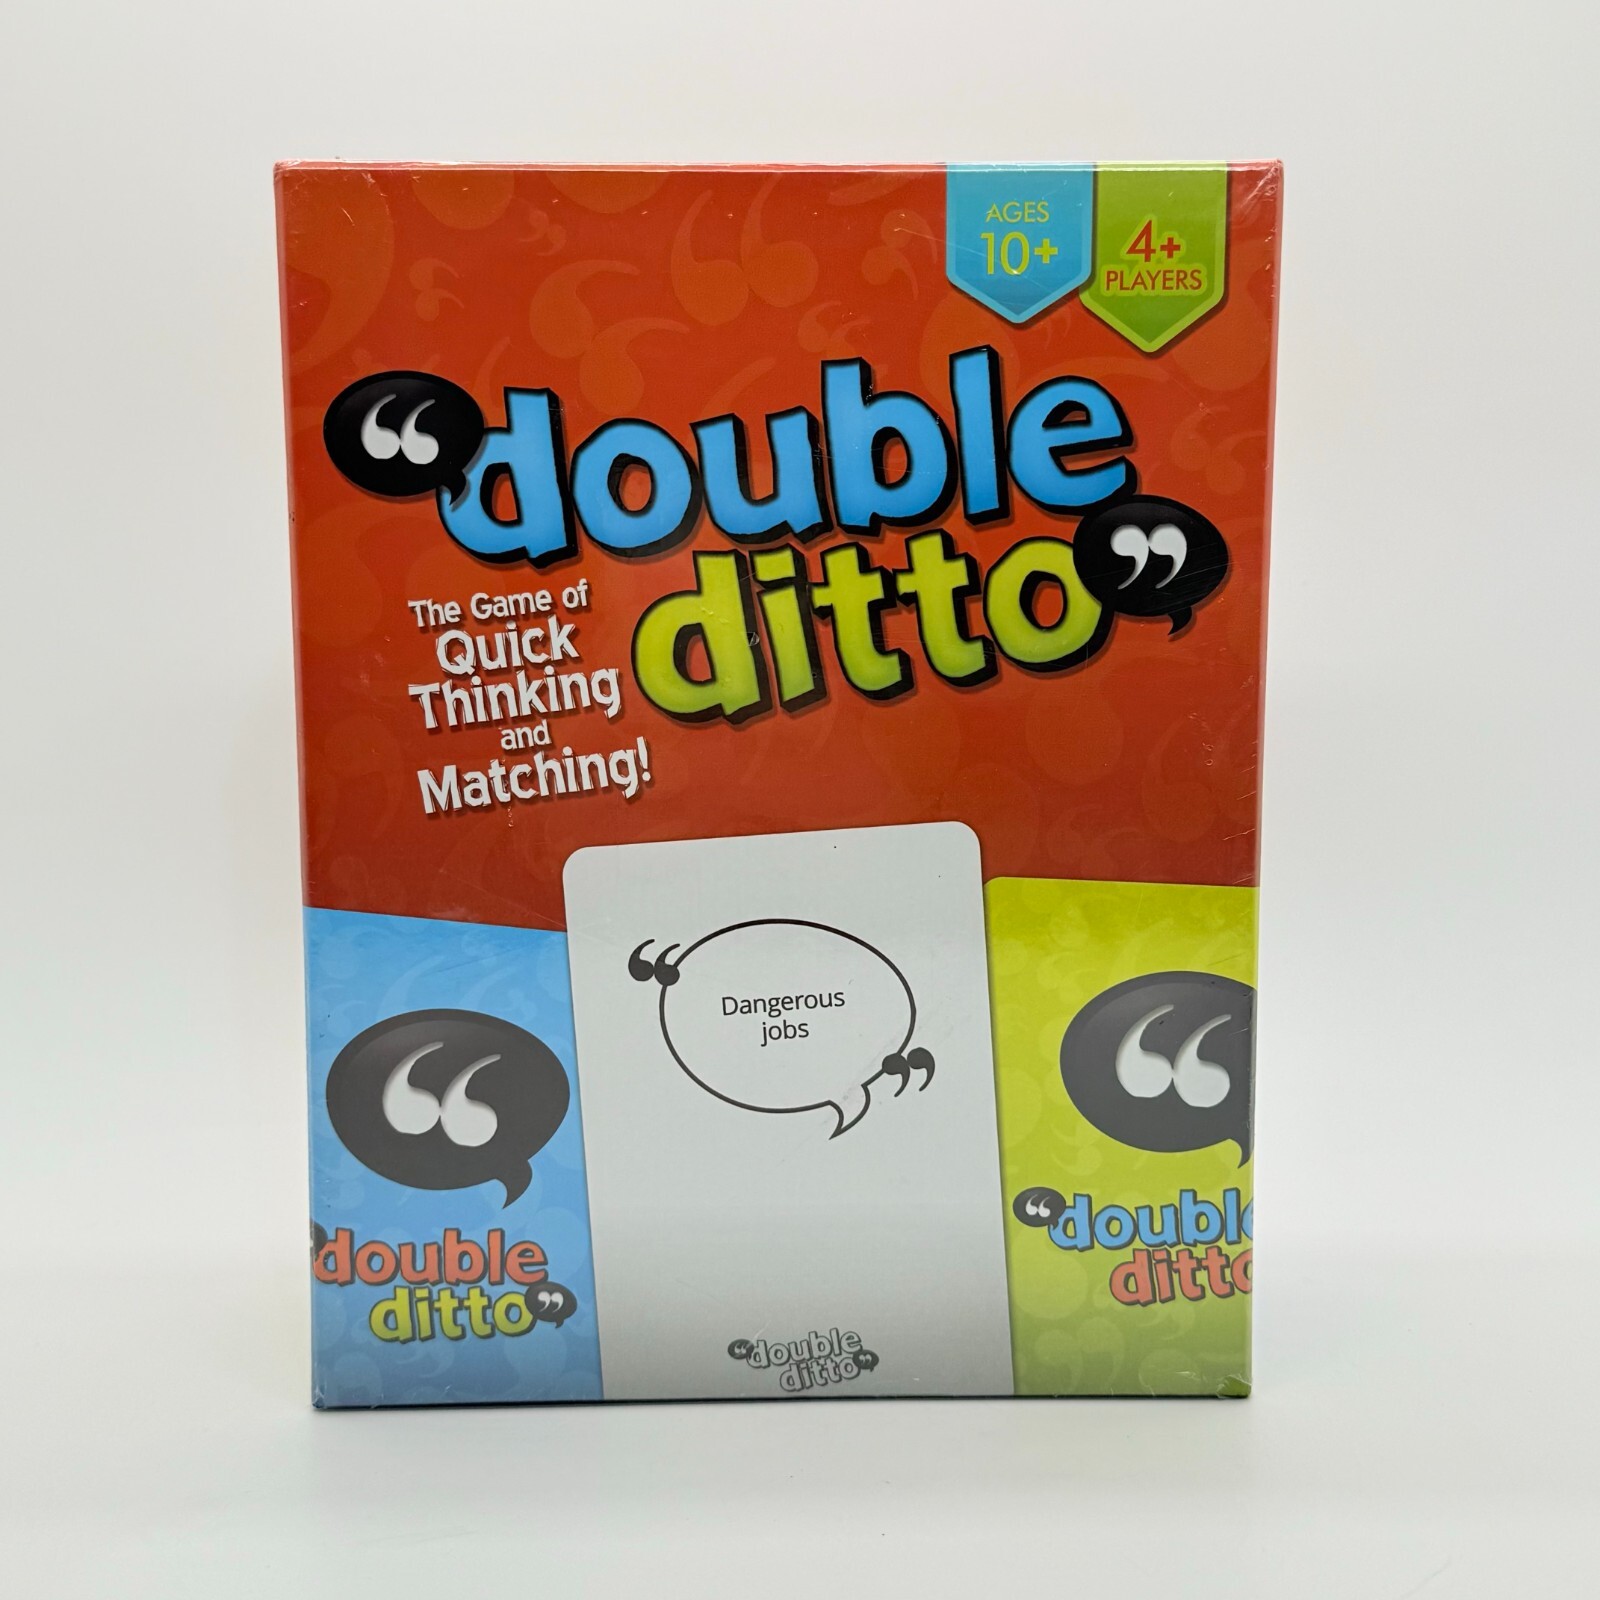 AGES
10+
4+
PLAYERS
“double
ditto”
The Game of
Quick
Thinking
and
Matching!
“
Dangerous
jobs
”
“
“
“double
ditto”
“double
ditto
“double
ditto”